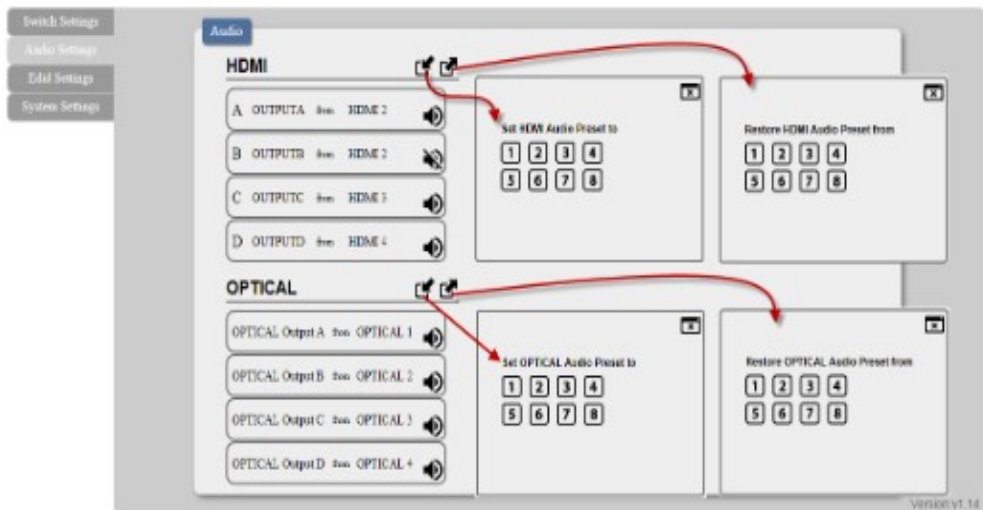 Switch Settings
Audio Settings
Edid Settings
System Settings
Audio
HDMI
A OUTPUTA from HDMI 2
B OUTPUTB from HDMI 2
C OUTPUTC from HDMI 3
D OUTPUTD from HDMI 4
Set HDMI Audio Preset to
1 2 3 4
5 6 7 8
Restore HDMI Audio Preset from
1 2 3 4
5 6 7 8
OPTICAL
OPTICAL Output A from OPTICAL 1
OPTICAL Output B from OPTICAL 2
OPTICAL Output C from OPTICAL 3
OPTICAL Output D from OPTICAL 4
Set OPTICAL Audio Preset to
1 2 3 4
5 6 7 8
Restore OPTICAL Audio Preset from
1 2 3 4
5 6 7 8
Version v1.14